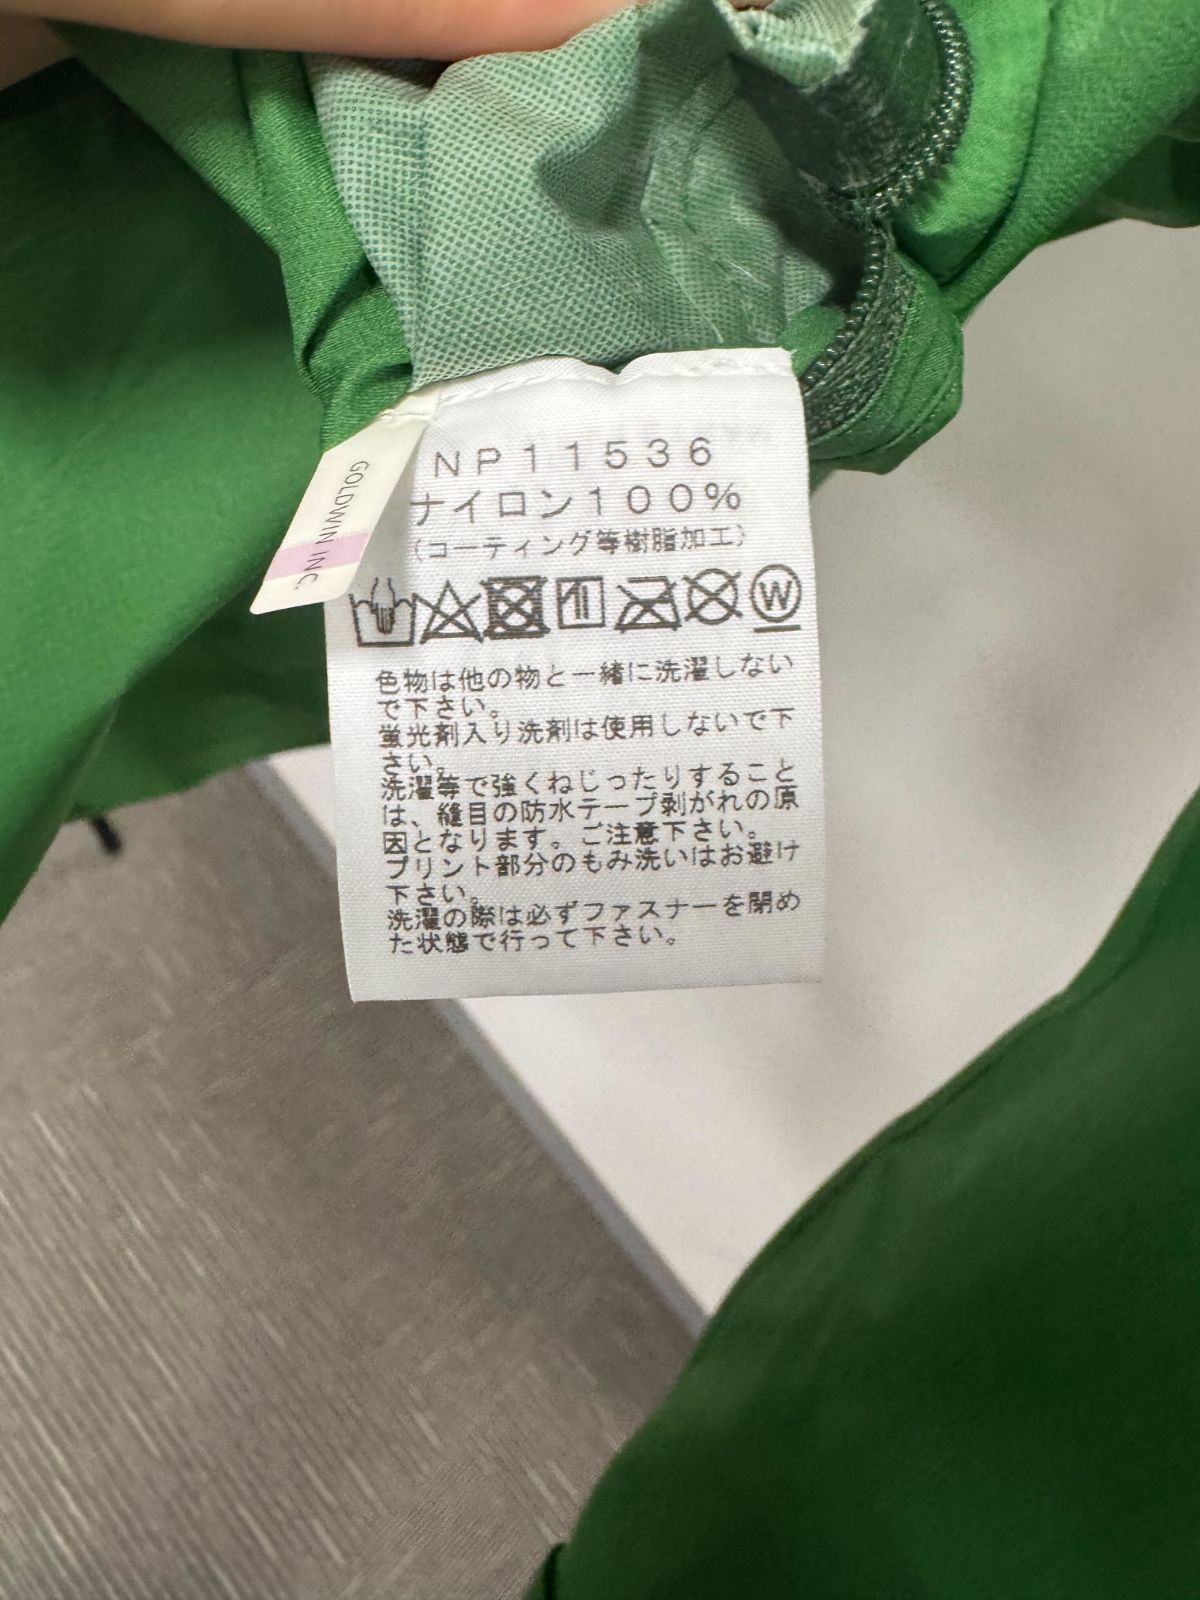 NP11536
ナイロン100%
(コーティング等樹脂加工)
GOLDWIN INC.
W
色物は他の物と一緒に洗濯しない
で下さい。
蛍光剤入り洗剤は使用しないで下
さい。
洗濯等で強くねじったりすること
は、縫目の防水テープ剥がれの原
因となります。ご注意下さい。
プリント部分のもみ洗いはお避け
下さい。
洗濯の際は必ずファスナーを閉め
た状態で行って下さい。